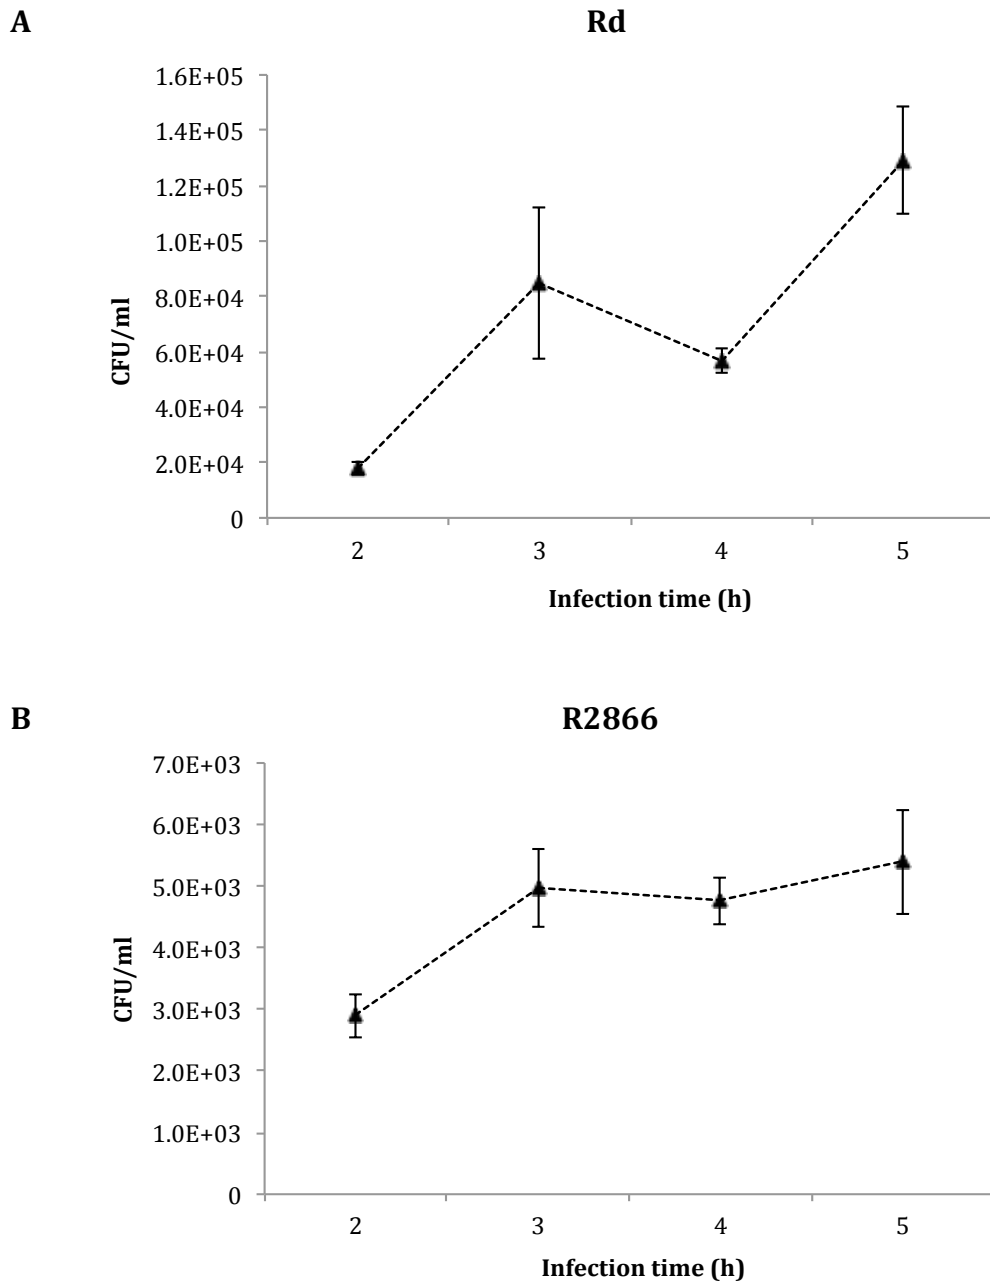 A
Rd
1.6E+05
1.4E+05
1.2E+05
1.0E+05
8.0E+04
6.0E+04
4.0E+04
2.0E+04
0
CFU/ml
2 3 4 5
Infection time (h)
B
R2866
7.0E+03
6.0E+03
5.0E+03
4.0E+03
3.0E+03
2.0E+03
1.0E+03
0
CFU/ml
2 3 4 5
Infection time (h)